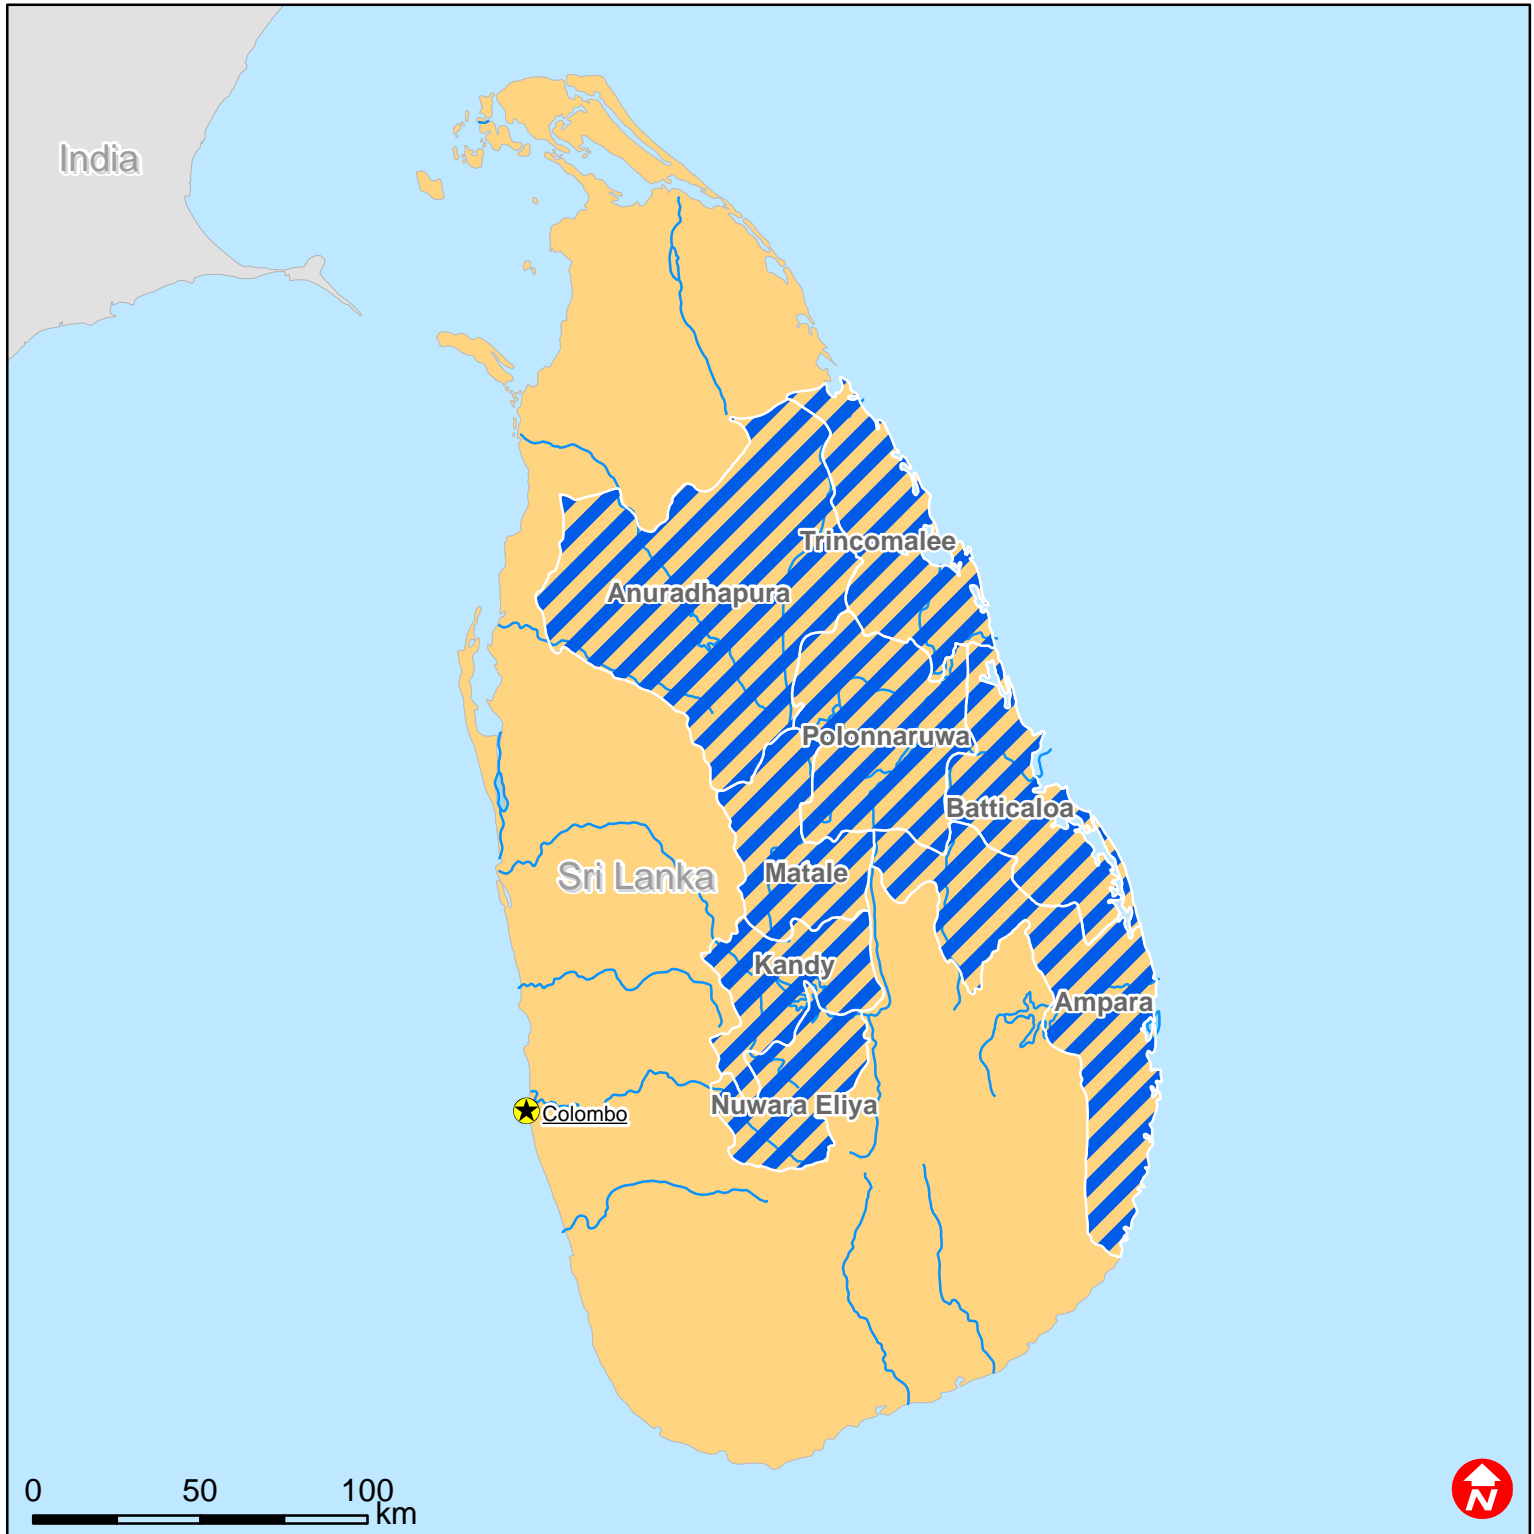 India
Trincomalee
Anuradhapura
Polonnaruwa
Batticaloa
Matale
Sri Lanka
Kandy
Ampara
Nuwara Eliya
Colombo
0 50 100
km
N